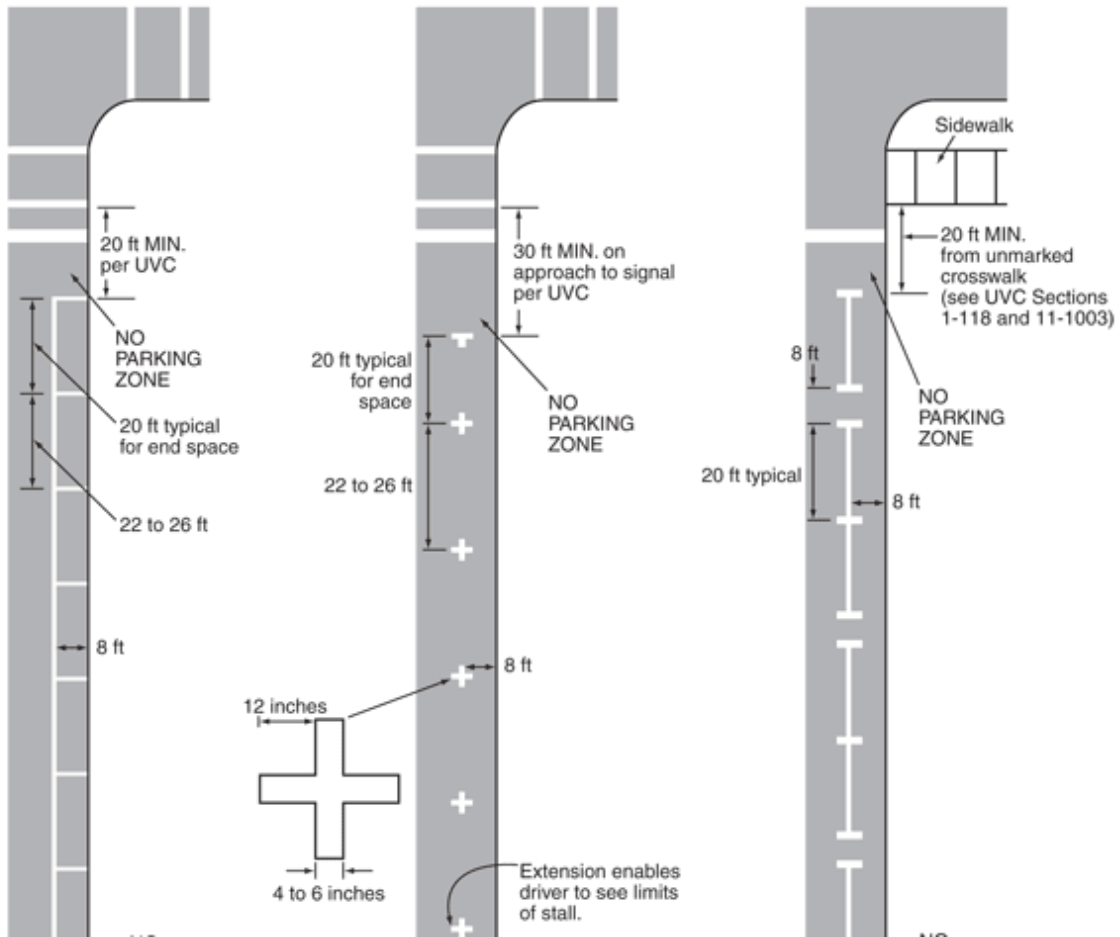 20 ft MIN.
per UVC
NO
PARKING
ZONE
20 ft typical
for end space
22 to 26 ft
8 ft
30 ft MIN. on
approach to signal
per UVC
20 ft typical
for end
space
NO
PARKING
ZONE
22 to 26 ft
8 ft
12 inches
4 to 6 inches
Extension enables
driver to see limits
of stall.
Sidewalk
20 ft MIN.
from unmarked
crosswalk
(see UVC Sections
1-118 and 11-1003)
8 ft
NO
PARKING
ZONE
20 ft typical
8 ft